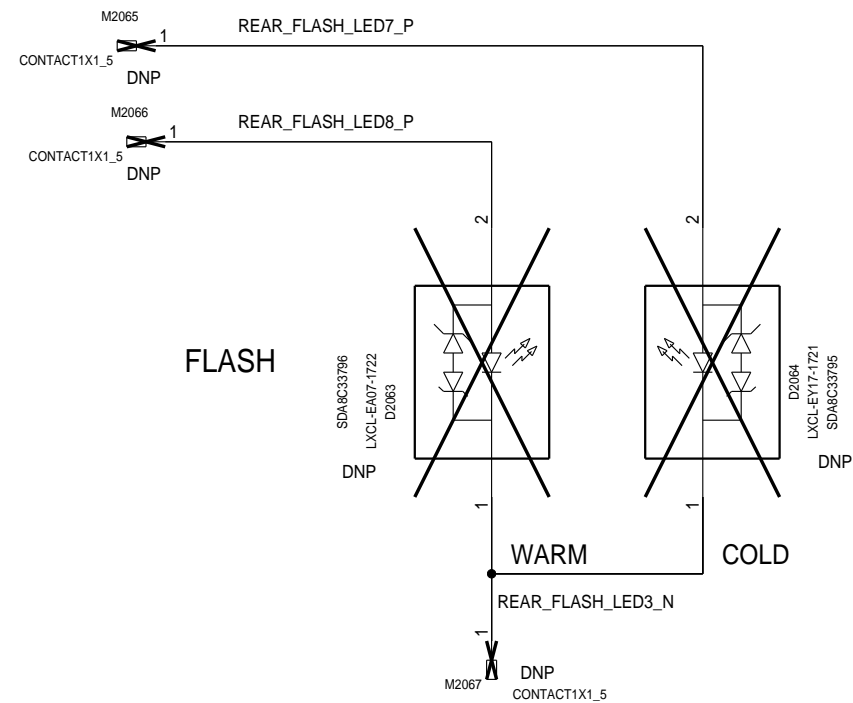 M2065
1
REAR_FLASH_LED7_P
CONTACT1X1_5
DNP
M2066
1
REAR_FLASH_LED8_P
CONTACT1X1_5
DNP
2
2
FLASH
SDA8C33796
LXCL-EA07-1722
D2063
DNP
D2064
LXCL-EY17-1721
SDA8C33795
DNP
1
1
WARM
COLD
REAR_FLASH_LED3_N
1
M2067
DNP
CONTACT1X1_5